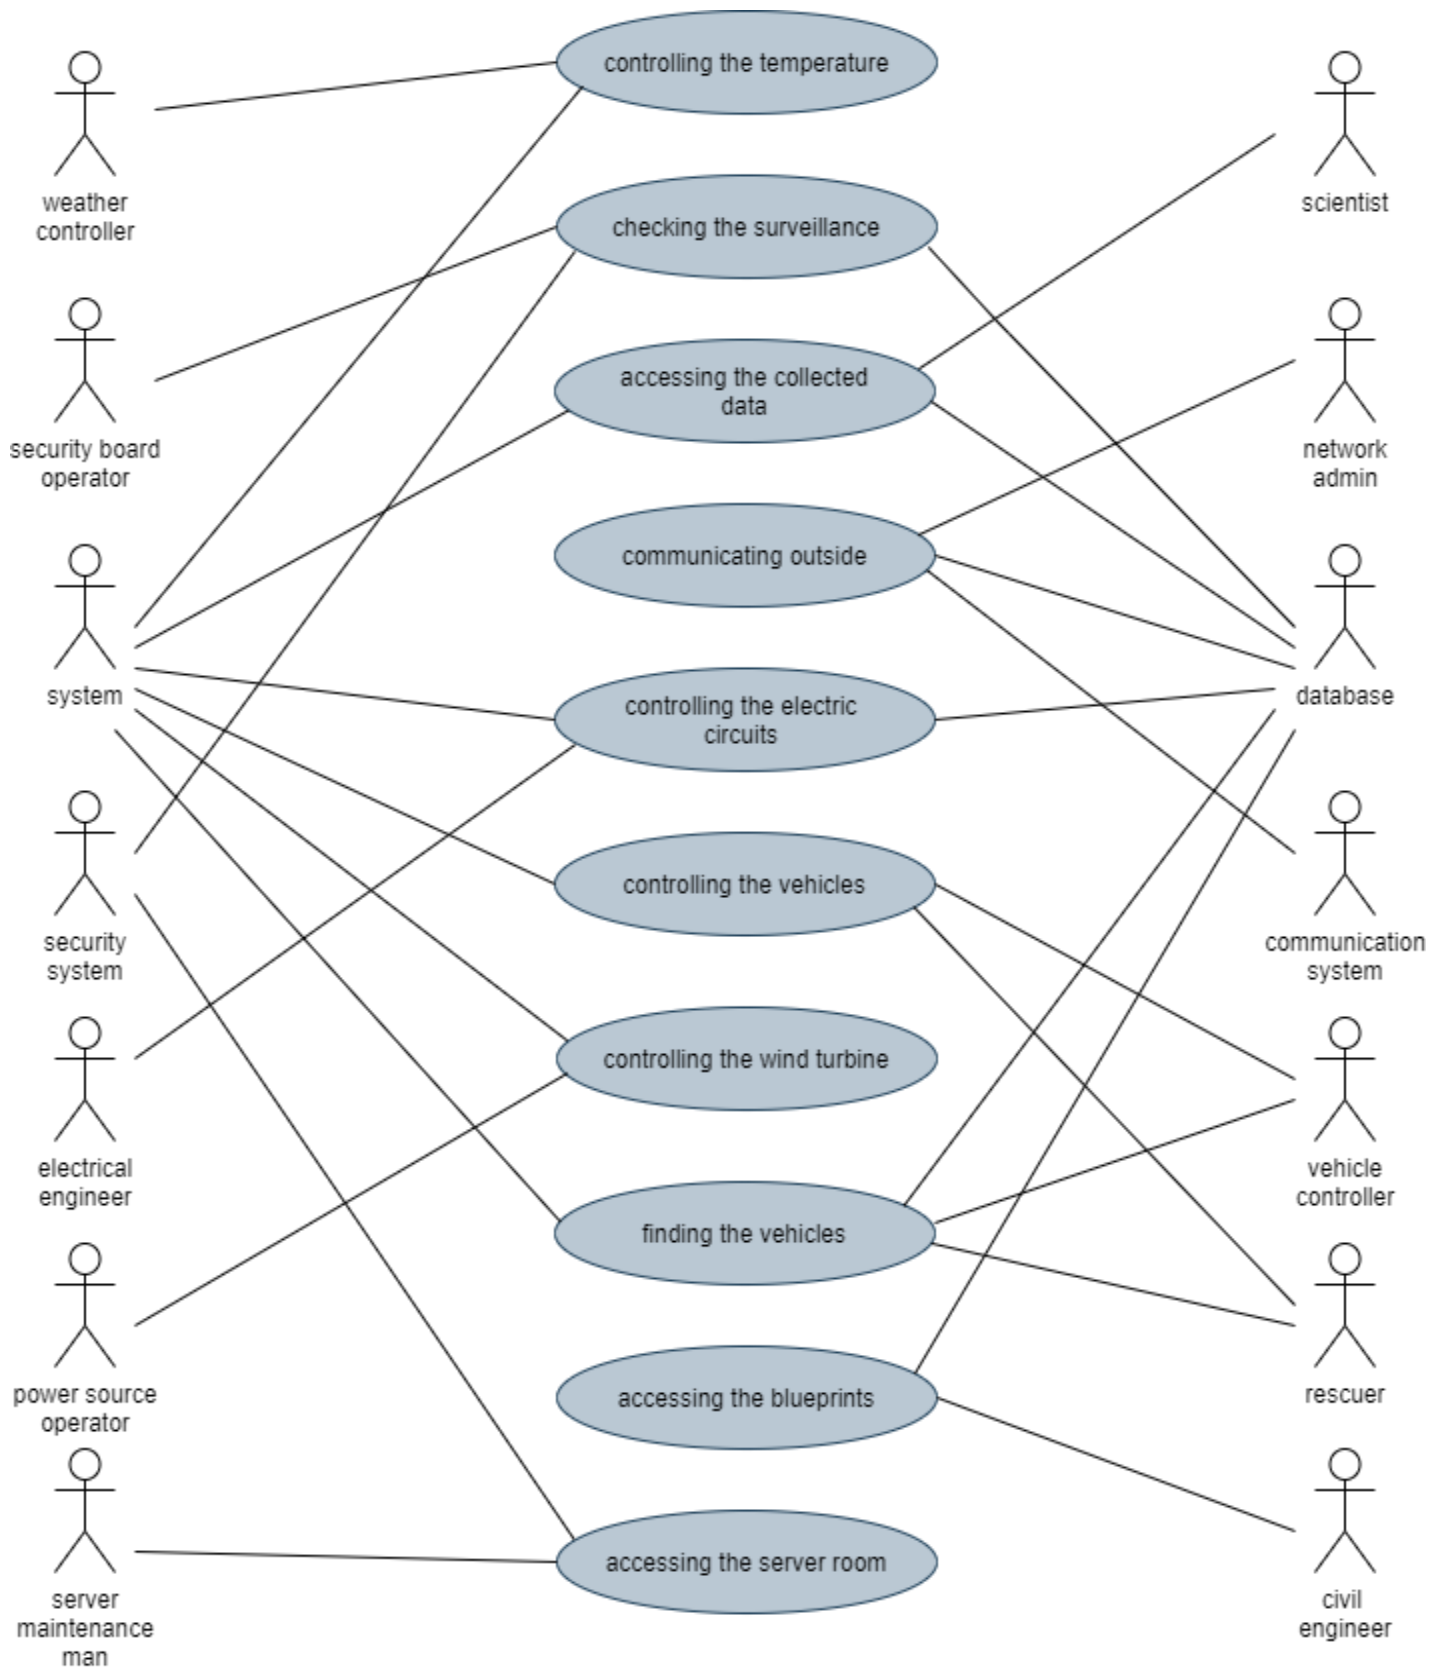 controlling the temperature
weather
controller
scientist
checking the surveillance
security board
operator
accessing the collected
data
network
admin
communicating outside
system
controlling the electric
circuits
database
controlling the vehicles
security
system
communication
system
controlling the wind turbine
electrical
engineer
vehicle
controller
finding the vehicles
power source
operator
accessing the blueprints
rescuer
accessing the server room
server
maintenance
man
civil
engineer